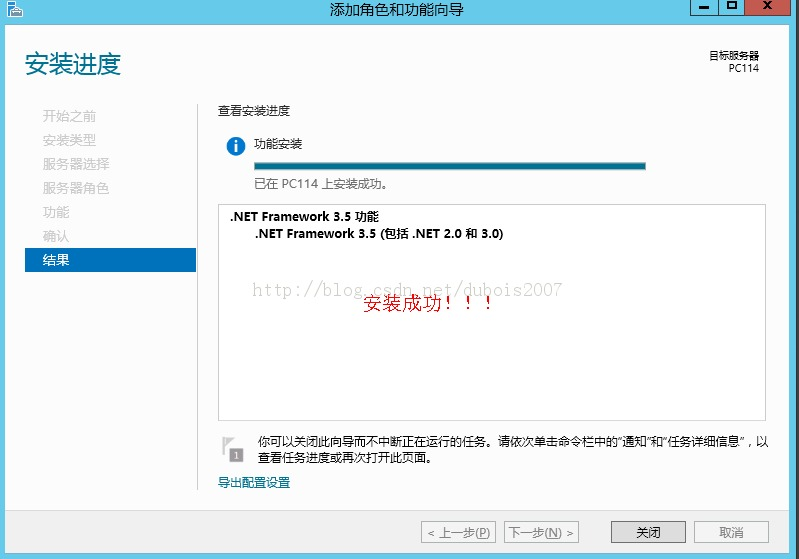 添加角色和功能向导
安装进度
目标服务器
PC114
开始之前
安装类型
服务器选择
服务器角色
功能
确认
结果
查看安装进度
功能安装
已在 PC114 上安装成功。
.NET Framework 3.5 功能
.NET Framework 3.5 (包括 .NET 2.0 和 3.0)
http://blog.csdn.net/dubois2007
安装成功！！！
1
你可以关闭此向导而不中断正在运行的任务。请依次单击命令栏中的"通知"和"任务详细信息"，以
查看任务进度或再次打开此页面。
导出配置设置
< 上一步(P) 下一步(N) > 关闭 取消